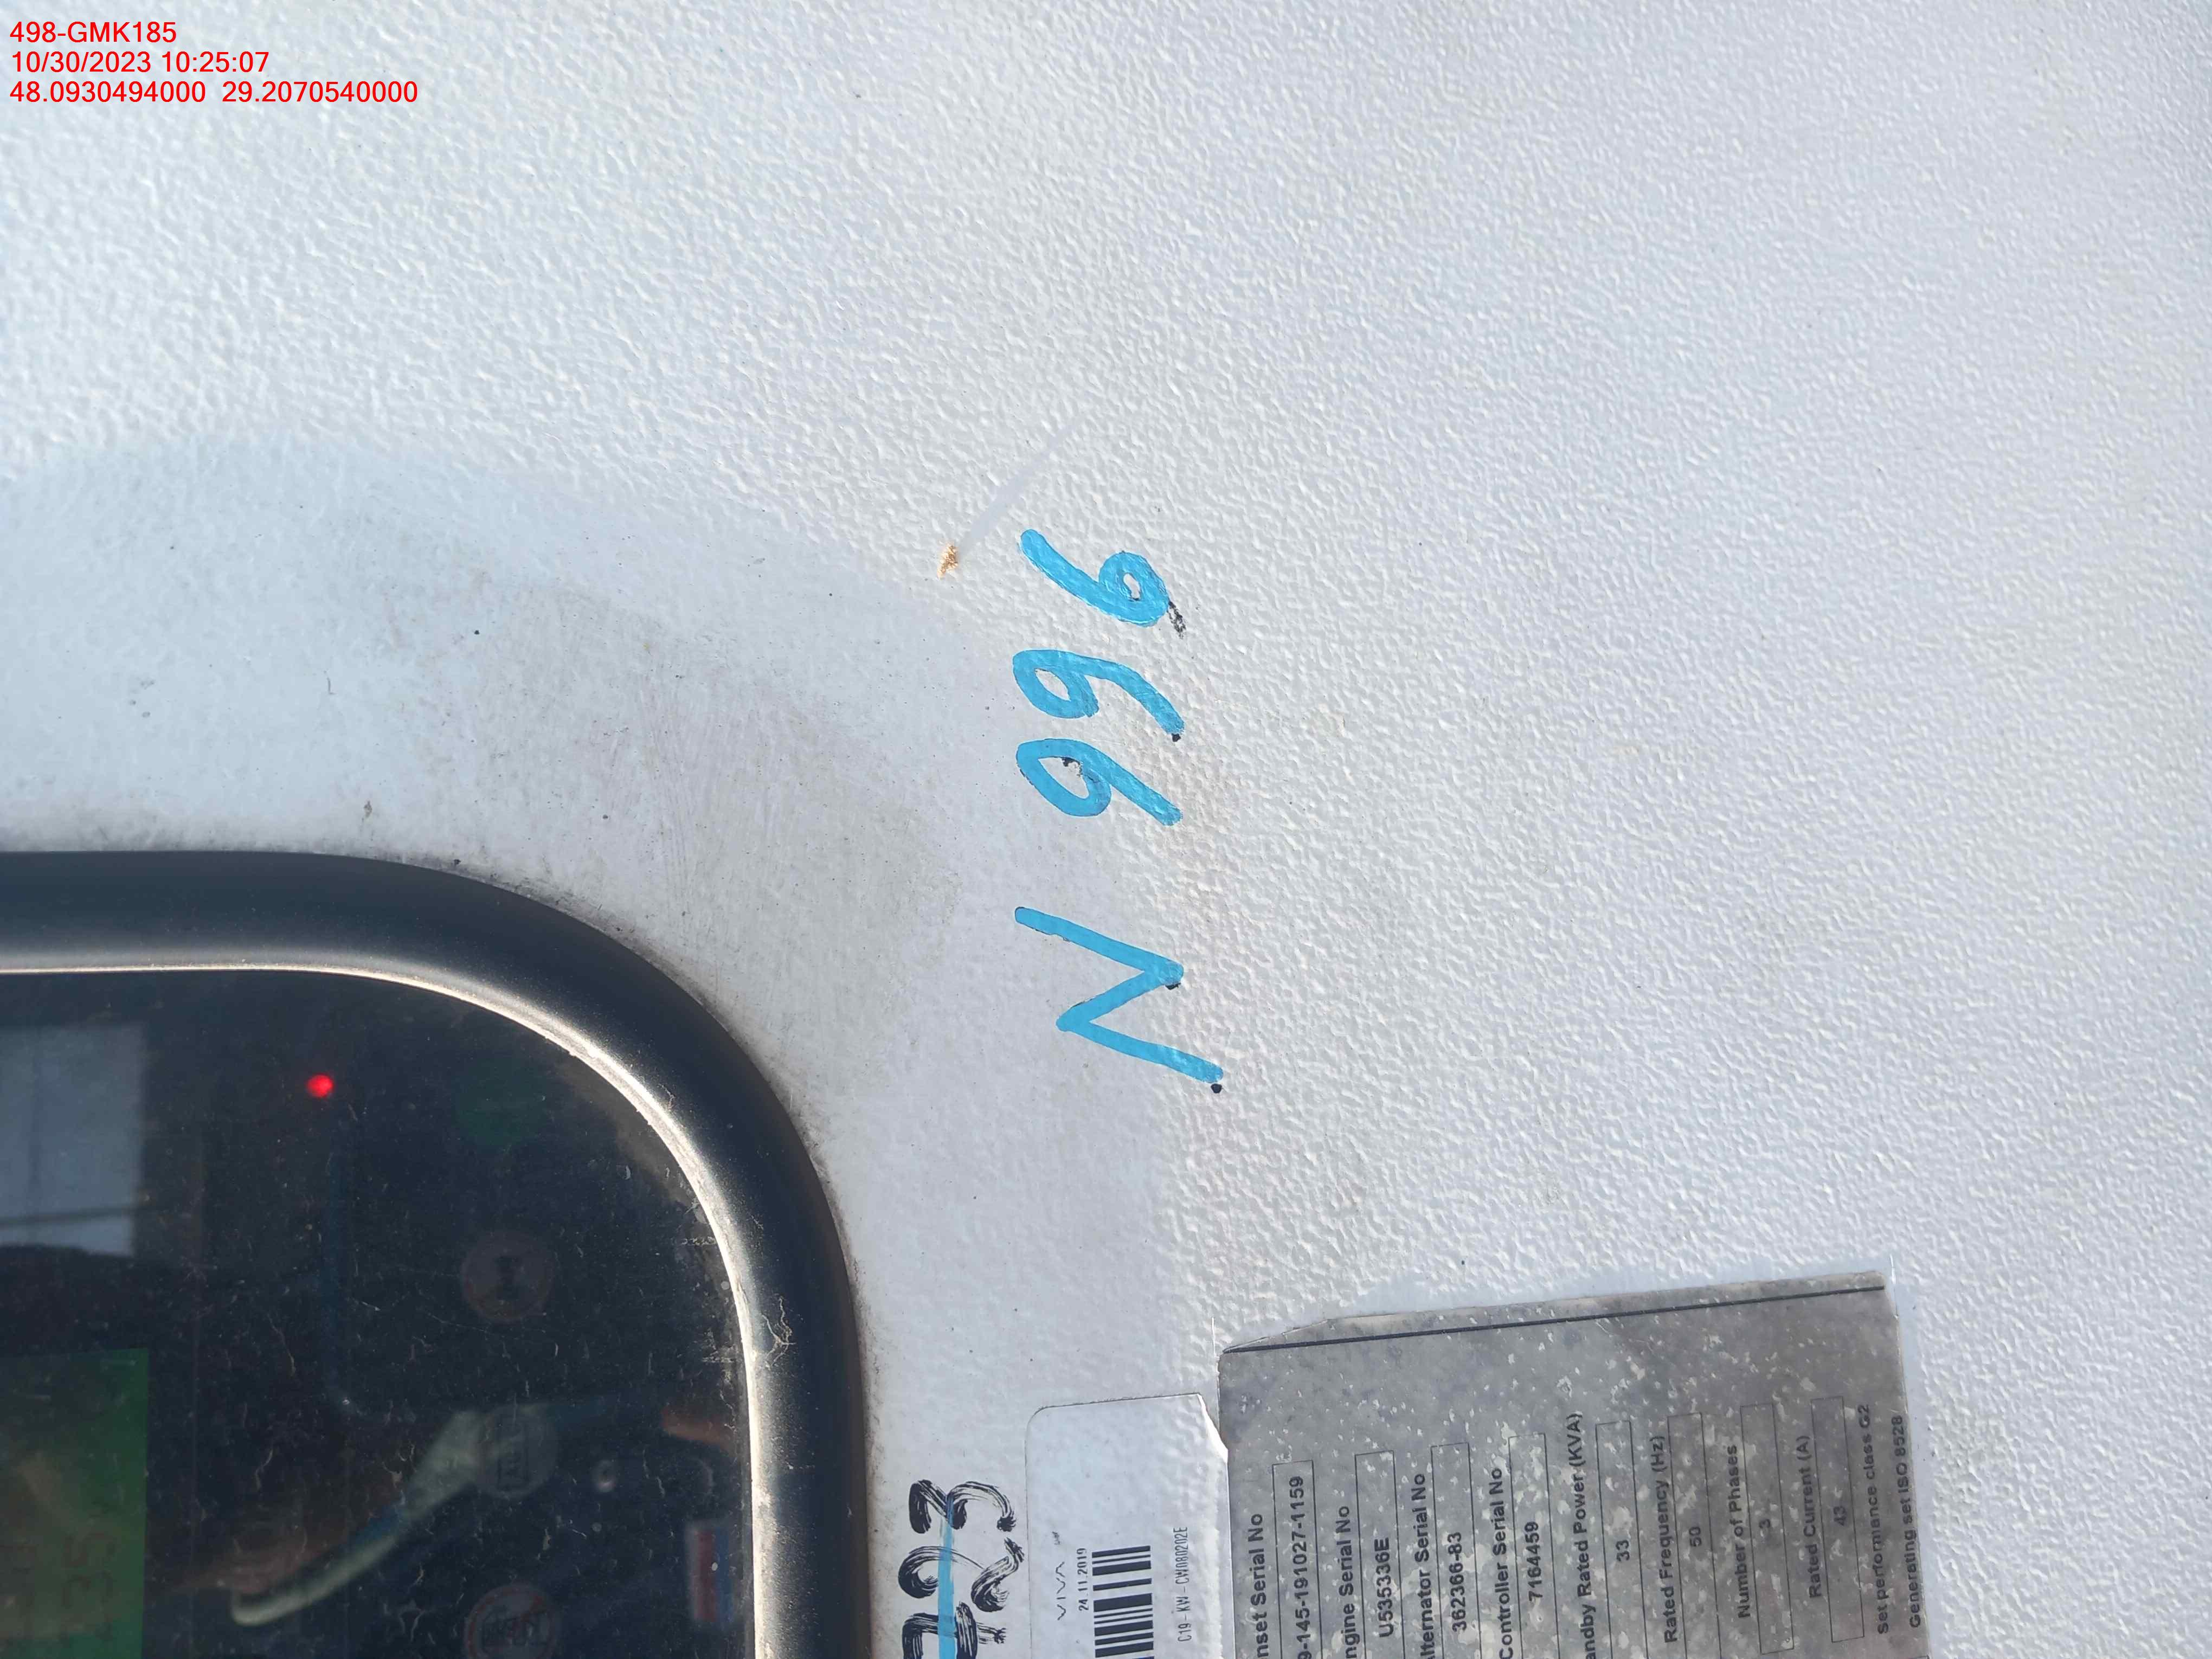 498-GMK185
10/30/2023 10:25:07
48.0930494000 29.2070540000
N 996
VIVA
24.11.2019
C19 - KW - CW080202E
nset Serial No
9-145-191027-1159
ngine Serial No
U535336E
lternator Serial No
362366-83
Controller Serial No
7164459
andby Rated Power (KVA)
33
Rated Frequency (Hz)
50
Number of Phases
3
Rated Current (A)
43
Set performance class G2
Generating set ISO 8528